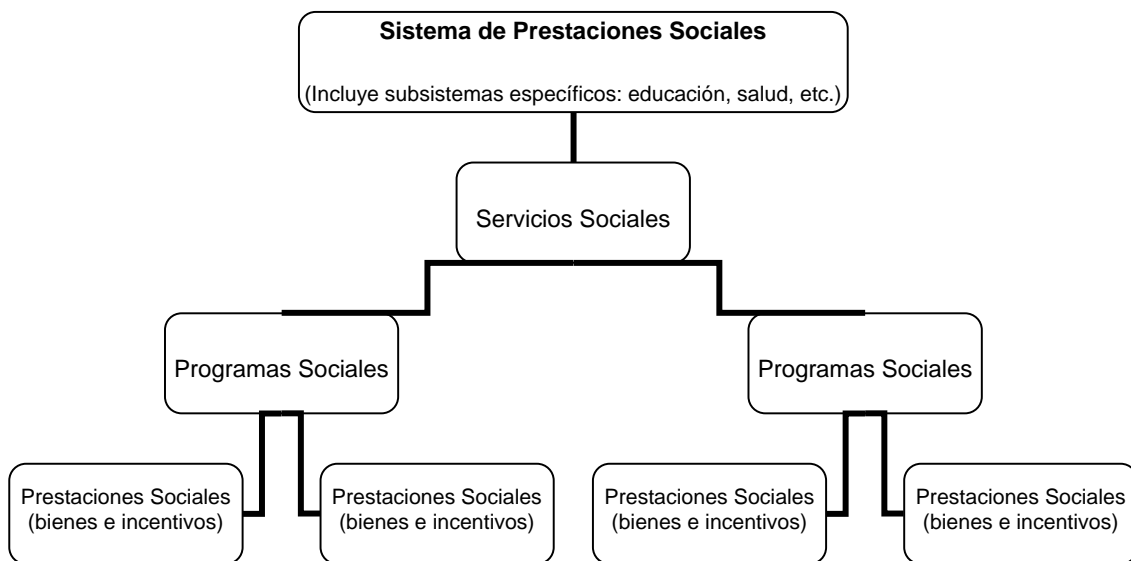 Sistema de Prestaciones Sociales
(Incluye subsistemas específicos: educación, salud, etc.)
Servicios Sociales
Programas Sociales
Programas Sociales
Prestaciones Sociales
(bienes e incentivos)
Prestaciones Sociales
(bienes e incentivos)
Prestaciones Sociales
(bienes e incentivos)
Prestaciones Sociales
(bienes e incentivos)